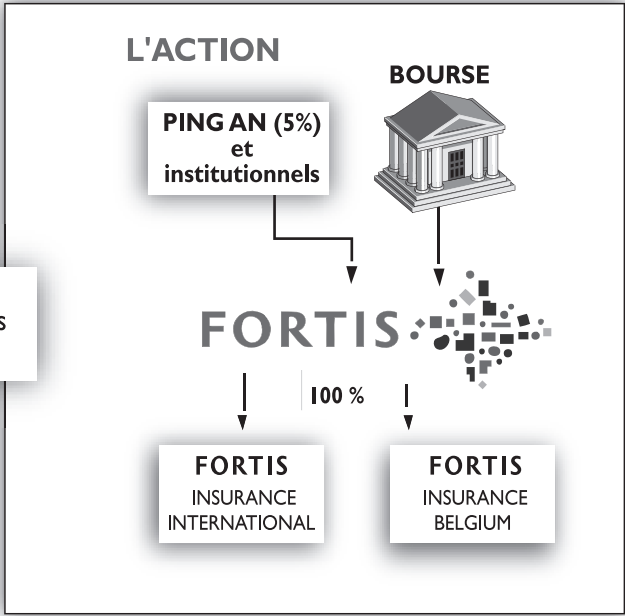 L'ACTION
BOURSE
PING AN (5%)
et
institutionnels
S
FORTIS
100 %
FORTIS
INSURANCE
INTERNATIONAL
FORTIS
INSURANCE
BELGIUM